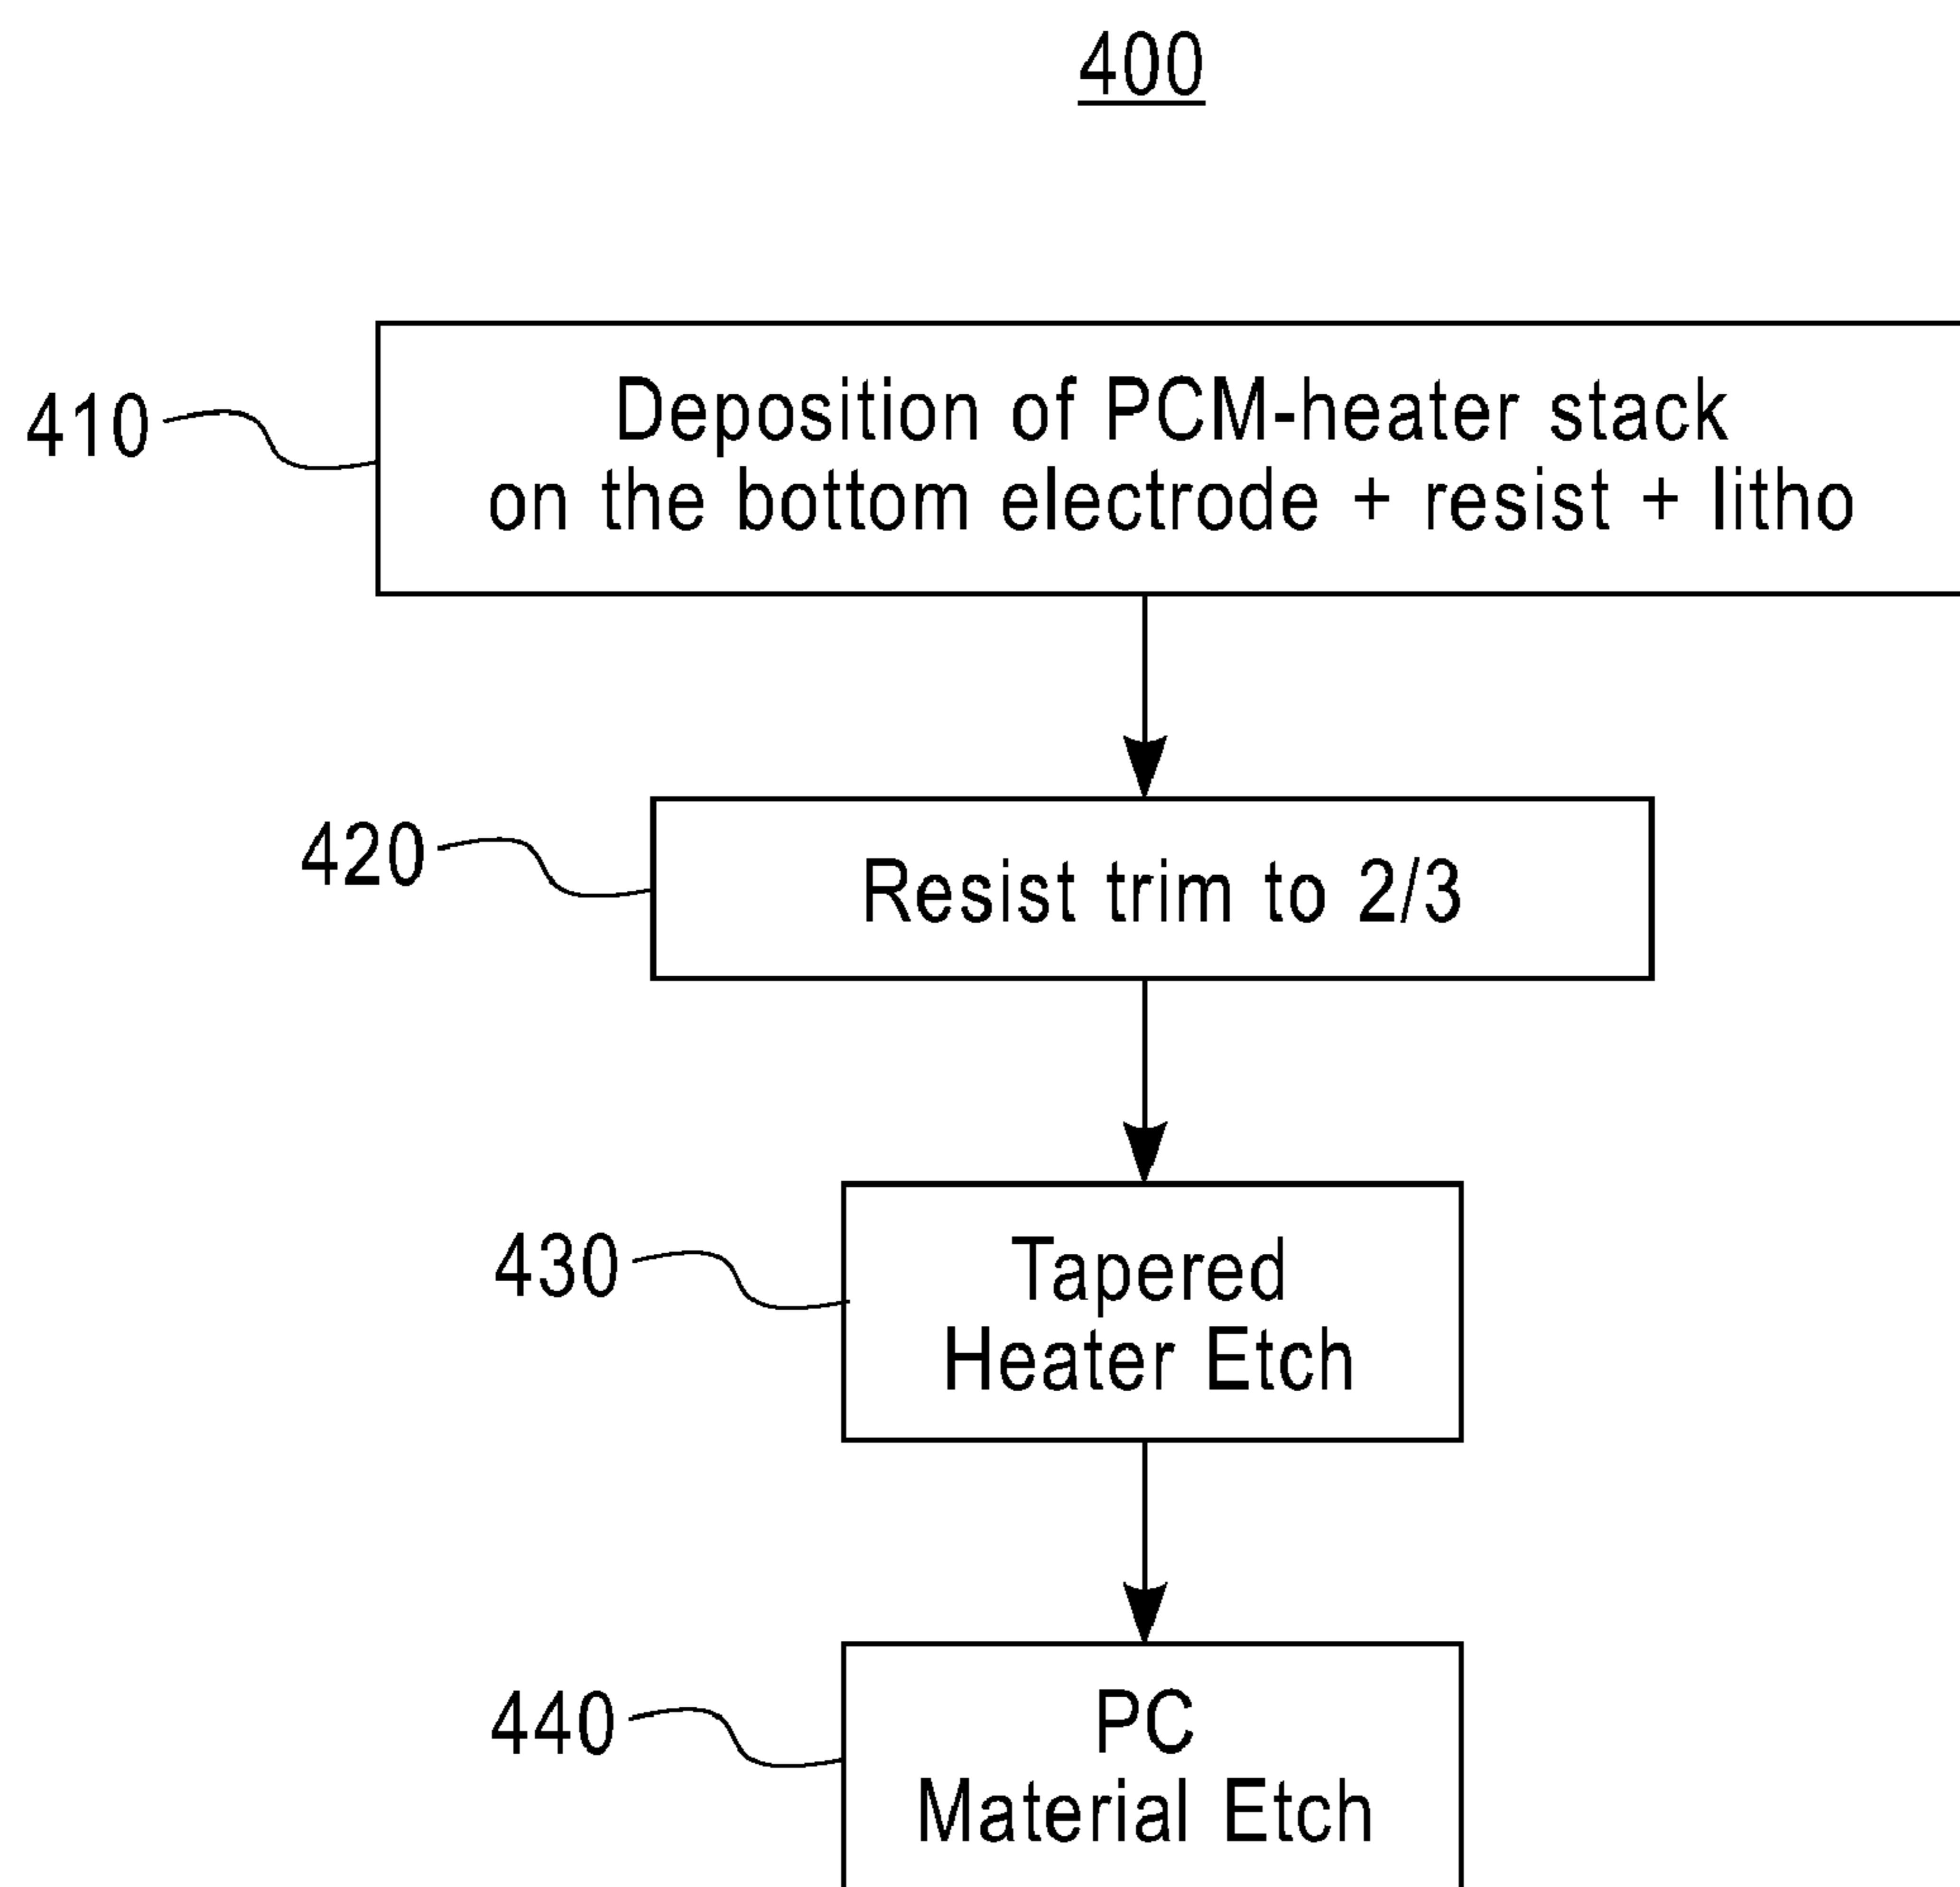 400
410
Deposition of PCM-heater stack
on the bottom electrode + resist + litho
420
Resist trim to 2/3
430
Tapered
Heater Etch
440
PC
Material Etch